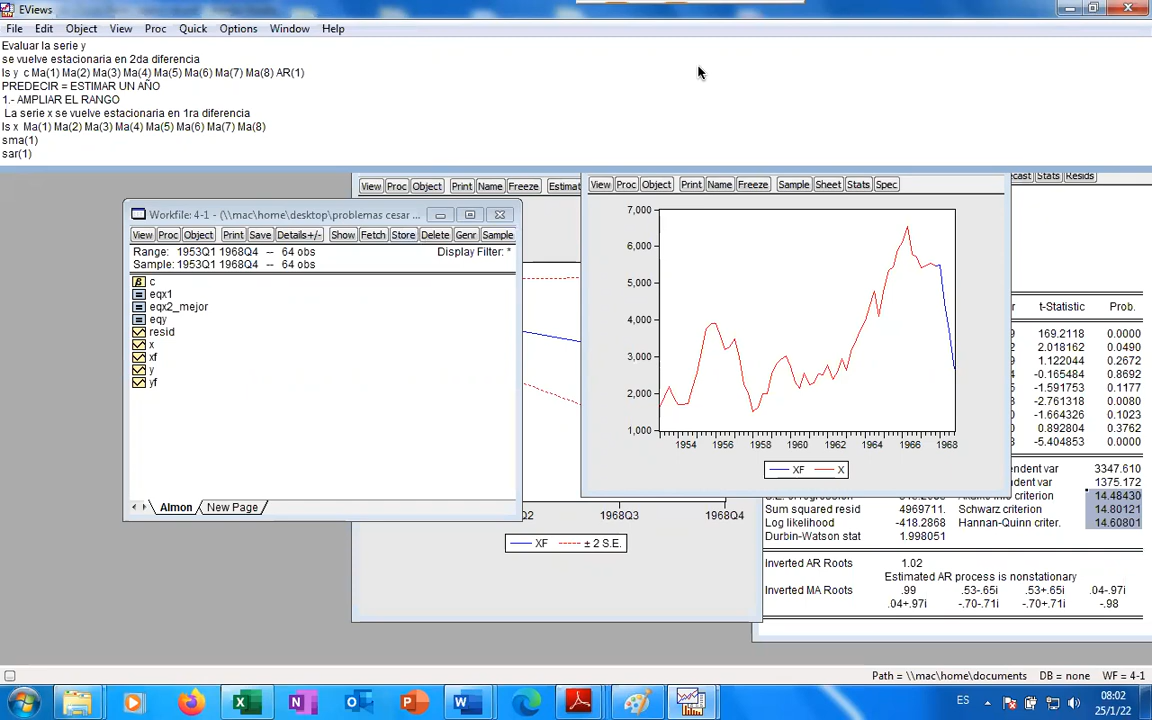 EViews
File Edit View Proc Quick Options Window Help
Evaluar la serie y
se vuelve estacionaria en 2da diferencia
ls y c Ma(1) Ma(2) Ma(3) Ma(4) Ma(5) Ma(6) Ma(7) Ma(8) AR(1)
PREDECIR = ESTIMAR UN AÑO
1.- AMPLIAR EL RANGO
La serie x se vuelve estacionaria en 1ra diferencia
ls x Ma(1) Ma(2) Ma(3) Ma(4) Ma(5) Ma(6) Ma(7) Ma(8)
sma(1)
sar(1)
Workfile: 4-1 - (\\mac\home\desktop\problemas cesar ...
View Proc Object Print Save Details+/- Show Fetch Store Delete Genr Sample
Range: 1953Q1 1968Q4 -- 64 obs Display Filter: *
Sample: 1953Q1 1968Q4 -- 64 obs
c
eqx1
eqx2_mejor
eqy
resid
x
xf
y
yf
Almon New Page
View Proc Object Print Name Freeze Estimat
Q2 1968Q3 1968Q4
XF ± 2 S.E.
View Proc Object Print Name Freeze Sample Sheet Stats Spec
7,000
6,000
5,000
4,000
3,000
2,000
1,000
1954 1956 1958 1960 1962 1964 1966 1968
XF X
Stats Resids
t-Statistic Prob.
169.2118 0.0000
2.018162 0.0490
1.122044 0.2672
-0.165484 0.8692
-1.591753 0.1177
-2.761318 0.0080
-1.664326 0.1023
0.892804 0.3762
-5.404853 0.0000
ndent var 3347.610
dent var 1375.172
criterion 14.48430
Sum squared resid 4969711. Schwarz criterion 14.80121
Log likelihood -418.2868 Hannan-Quinn criter. 14.60801
Durbin-Watson stat 1.998051
Inverted AR Roots 1.02
Estimated AR process is nonstationary
Inverted MA Roots .99 .53-.65i .53+.65i .04-.97i
.04+.97i -.70-.71i -.70+.71i -.98
Path = \\mac\home\documents DB = none WF = 4-1
ES 08:02
25/1/22